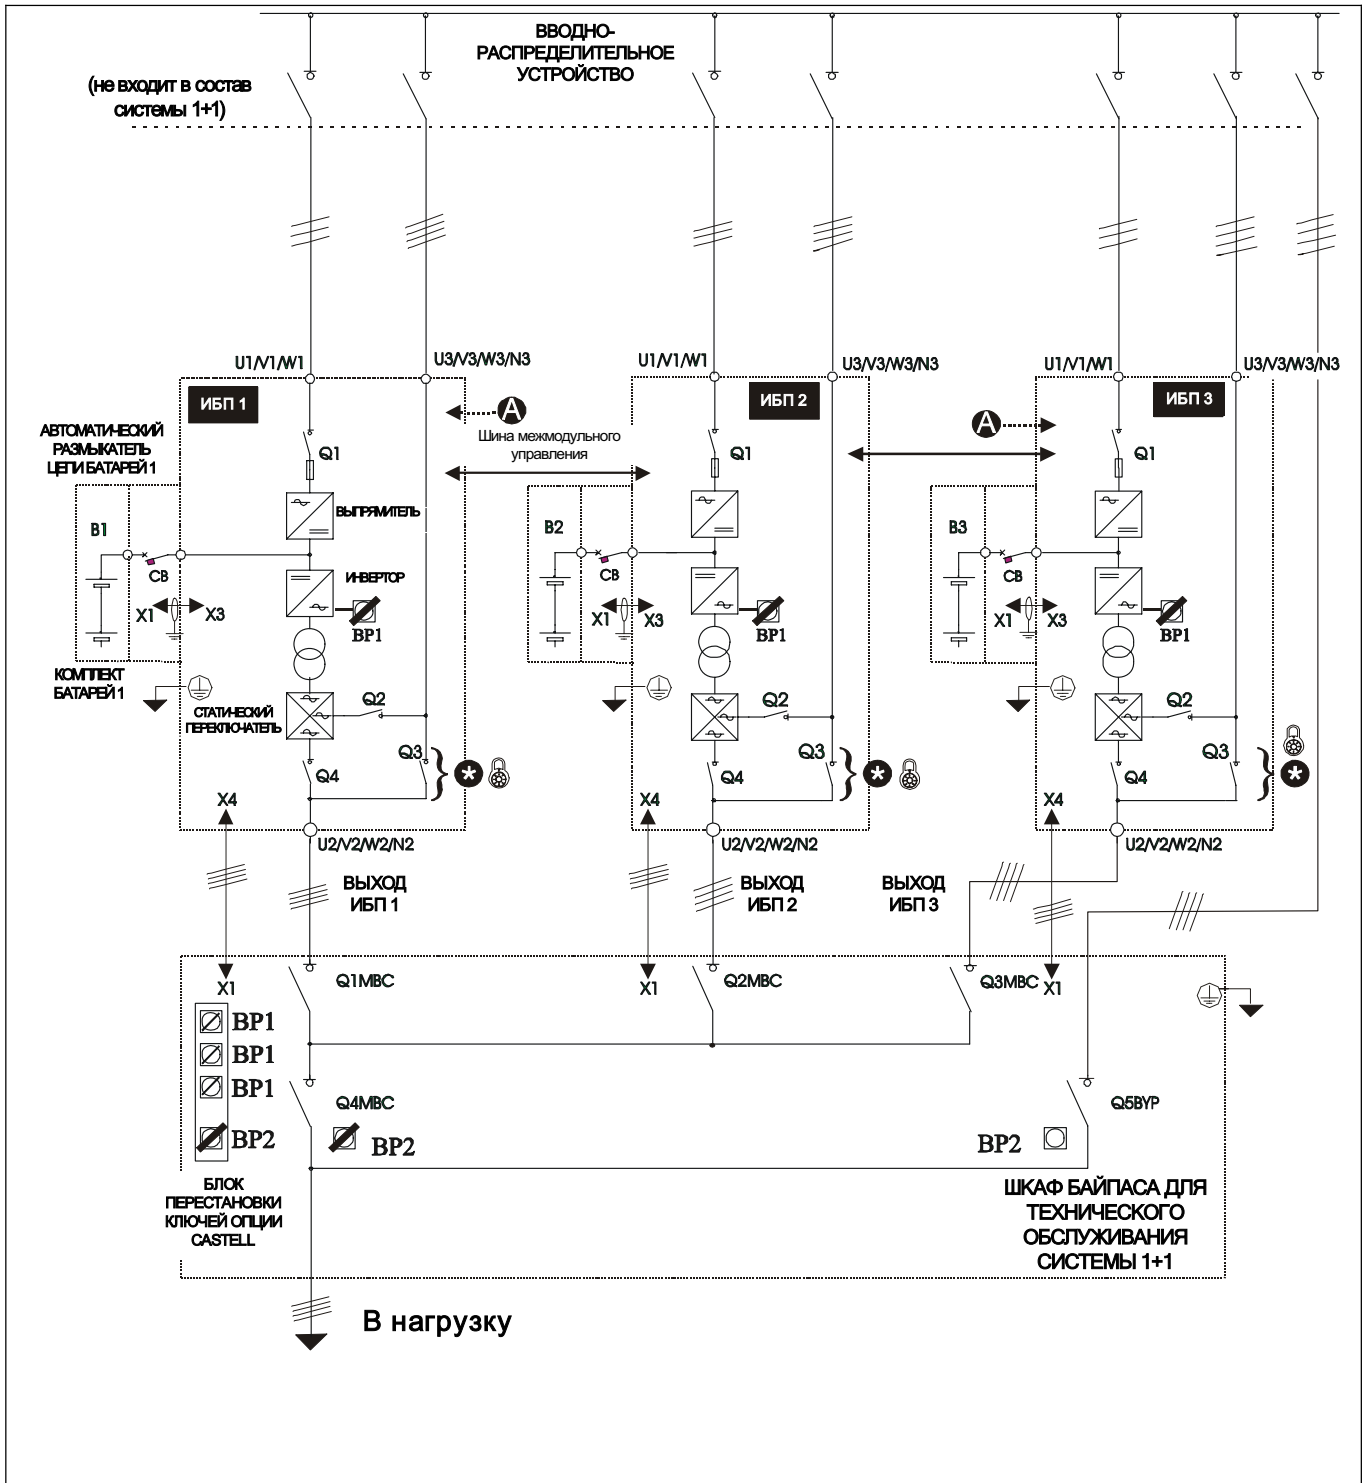 ВВОДНО-
РАСПРЕДЕЛИТЕЛЬНОЕ
УСТРОЙСТВО
(не входит в состав
системы 1+1)
U1/V1/W1
U3/V3/W3/N3
U1/V1/W1
U3/V3/W3/N3
U1/V1/W1
U3/V3/W3/N3
ИБП 1
ИБП 2
ИБП 3
A
A
Шина межмодульного
управления
АВТОМАТИЧЕСКИЙ
РАЗМЫКАТЕЛЬ
ЦЕПИ БАТАРЕЙ 1
Q1
Q1
Q1
ВЫПРЯМИТЕЛЬ
B1
B2
B3
CB
CB
CB
ИНВЕРТОР
X1
X3
X1
X3
X1
X3
BP1
BP1
BP1
КОМПЛЕКТ
БАТАРЕЙ 1
СТАТИЧЕСКИЙ
ПЕРЕКЛЮЧАТЕЛЬ
Q2
Q2
Q2
Q3
Q3
Q3
Q4
Q4
Q4
*
*
*
X4
X4
X4
U2/V2/W2/N2
U2/V2/W2/N2
U2/V2/W2/N2
ВЫХОД
ИБП 1
ВЫХОД
ИБП 2
ВЫХОД
ИБП 3
X1
Q1MBC
X1
Q2MBC
Q3MBC
X1
BP1
BP1
BP1
BP2
Q4MBC
BP2
Q5BYP
BP2
БЛОК
ПЕРЕСТАНОВКИ
КЛЮЧЕЙ ОПЦИИ
CASTELL
ШКАФ БАЙПАСА ДЛЯ
ТЕХНИЧЕСКОГО
ОБСЛУЖИВАНИЯ
СИСТЕМЫ 1+1
В нагрузку